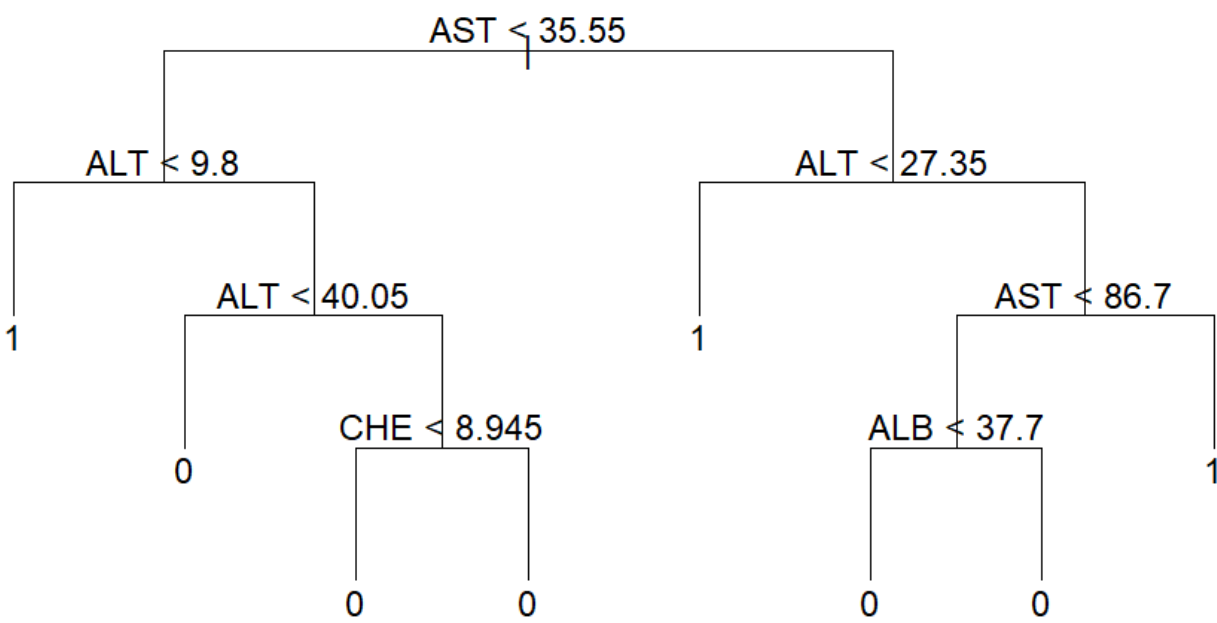 AST < 35.55
ALT < 9.8
ALT < 27.35
ALT < 40.05
AST < 86.7
1
1
CHE < 8.945
ALB < 37.7
0
1
0
0
0
0